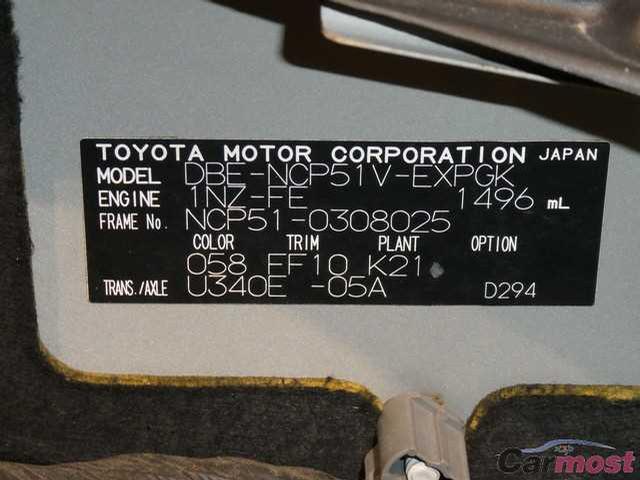 TOYOTA MOTOR CORPORATION JAPAN
MODEL DBE-NCP51V-EXPGK
ENGINE 1NZ-FE 1496 mL
FRAME No. NCP51-0308025
COLOR TRIM PLANT OPTION
058 FF10 K21
TRANS./AXLE U340E -05A D294
Carmost